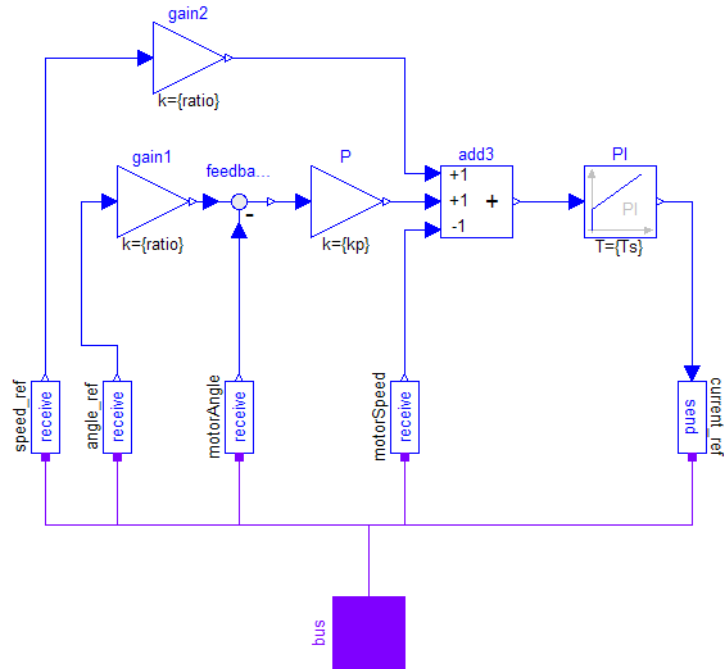 gain2
k={ratio}
gain1
k={ratio}
feedba...
-
P
k={kp}
add3
+1
+1
-1
+
PI
PI
T={Ts}
speed_ref
receive
angle_ref
receive
motorAngle
receive
motorSpeed
receive
send
current_ref
bus